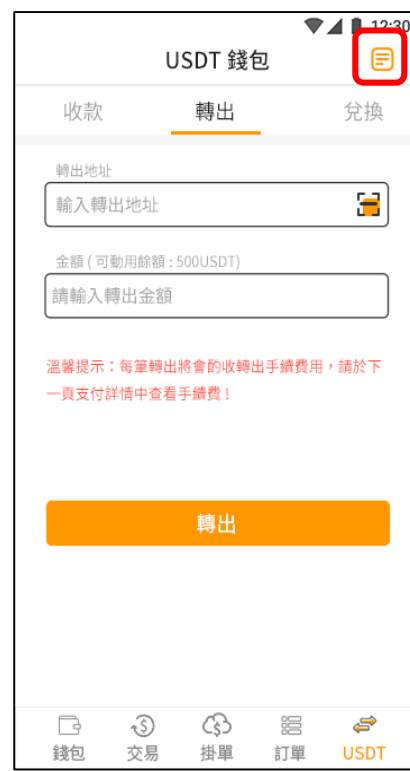 12:30
USDT 錢包
收款 轉出 兌換
轉出地址
輸入轉出地址
金額 ( 可動用餘額 : 500USDT)
請輸入轉出金額
溫馨提示：每筆轉出將會酌收轉出手續費用，請於下
一頁支付詳情中查看手續費！
轉出
錢包 交易 掛單 訂單 USDT